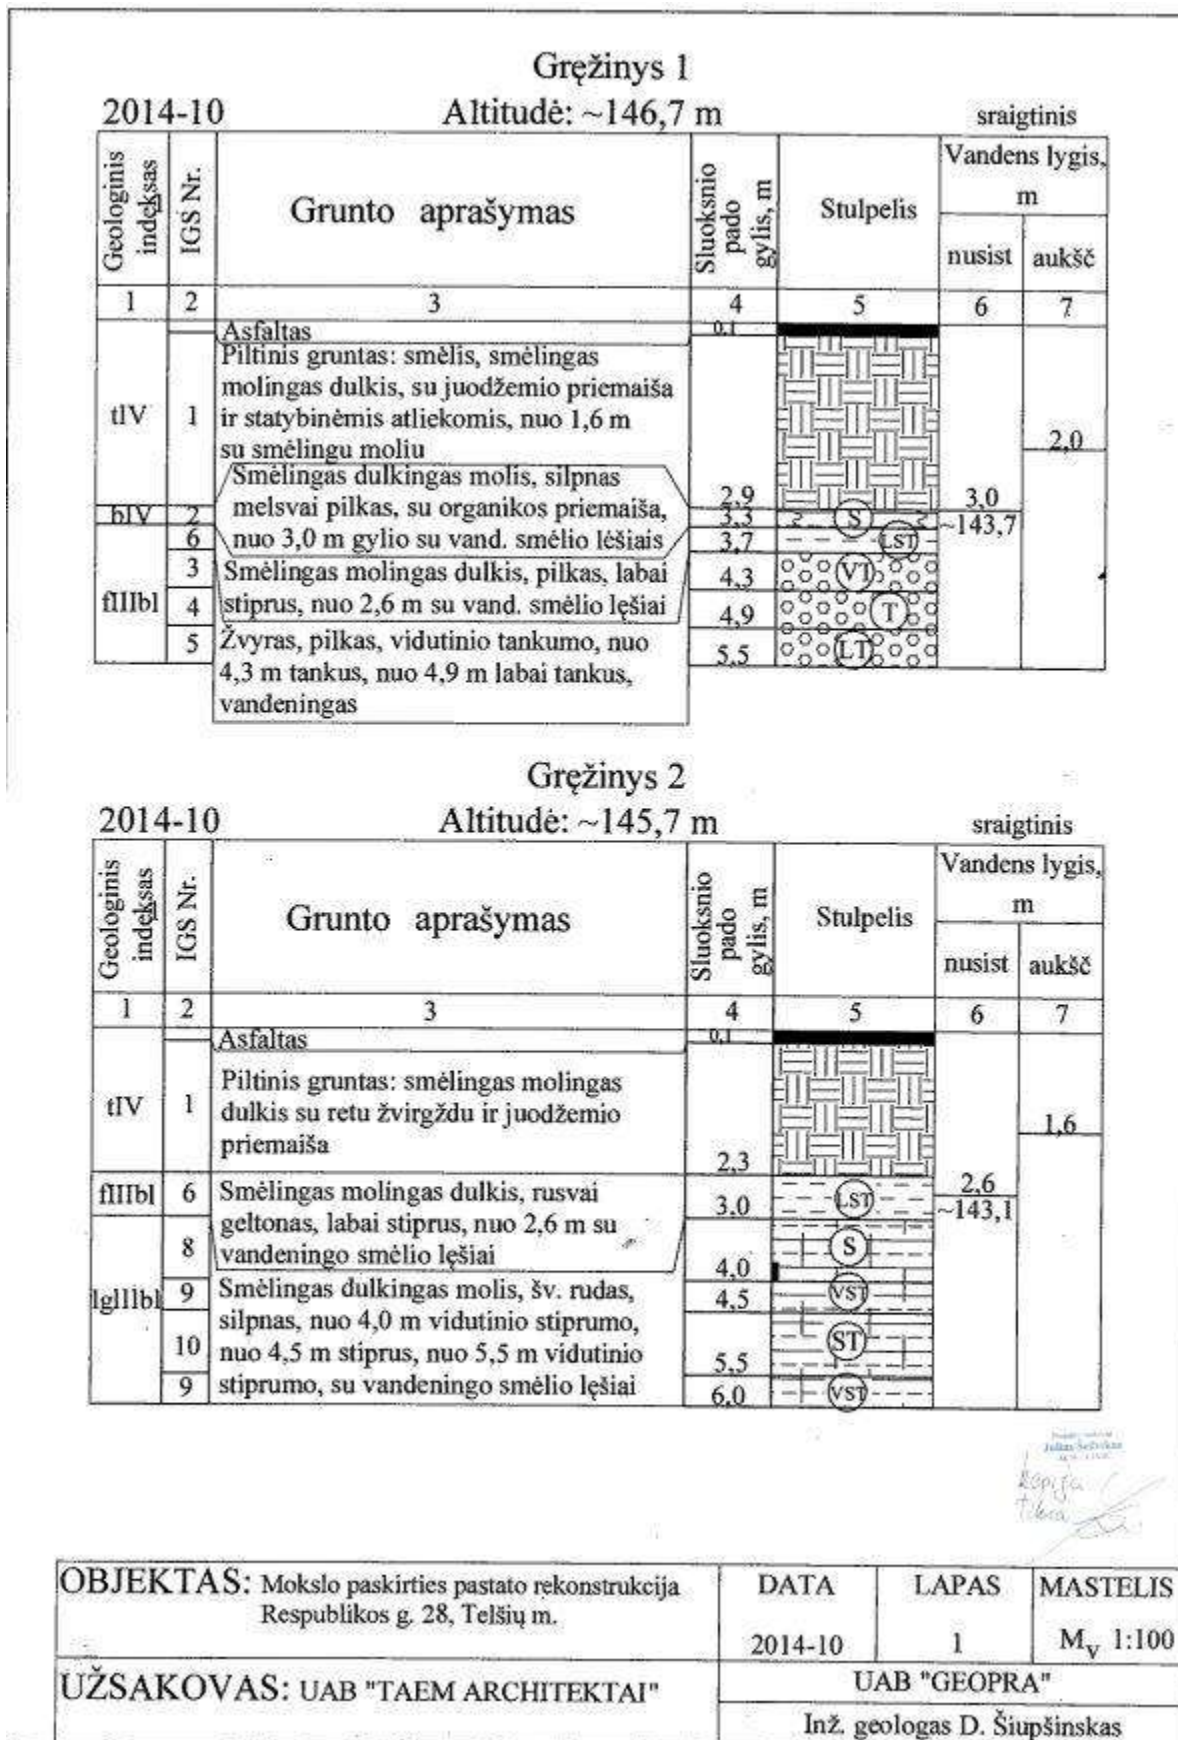 Gręžinys 1
2014-10 Altitudė: ~146,7 m sraigtinis
Geologinis indeksas
IGS Nr.
Grunto aprašymas
Sluoksnio pado gylis, m
Stulpelis
Vandens lygis, m
nusist aukšč
1 2 3 4 5 6 7
Asfaltas 0,1
tIV 1
Piltinis gruntas: smėlis, smėlingas
molingas dulkis, su juodžemio priemaiša
ir statybinėmis atliekomis, nuo 1,6 m
su smėlingu moliu
2,9
2,0
bIV 2
Smėlingas dulkingas molis, silpnas
melsvai pilkas, su organikos priemaiša,
nuo 3,0 m gylio su vand. smėlio lėšiais
3,3 S
3,0
~143,7
fIIIbl
6
Smėlingas molingas dulkis, pilkas, labai
stiprus, nuo 2,6 m su vand. smėlio lęšiai
3,7 LST
3 4,3 VT
4 4,9 T
5 5,5 LT
Žvyras, pilkas, vidutinio tankumo, nuo
4,3 m tankus, nuo 4,9 m labai tankus,
vandeningas
Gręžinys 2
2014-10 Altitudė: ~145,7 m sraigtinis
Geologinis indeksas
IGS Nr.
Grunto aprašymas
Sluoksnio pado gylis, m
Stulpelis
Vandens lygis, m
nusist aukšč
1 2 3 4 5 6 7
Asfaltas 0,1
tIV 1
Piltinis gruntas: smėlingas molingas
dulkis su retu žvirgždu ir juodžemio
priemaiša
2,3
1,6
fIIIbl 6
Smėlingas molingas dulkis, rusvai
geltonas, labai stiprus, nuo 2,6 m su
vandeningo smėlio lęšiai
3,0 LST
2,6
~143,1
lgIIIbl
8 4,0 S
9 4,5 VST
10 5,5 ST
9 6,0 VST
Smėlingas dulkingas molis, šv. rudas,
silpnas, nuo 4,0 m vidutinio stiprumo,
nuo 4,5 m stiprus, nuo 5,5 m vidutinio
stiprumo, su vandeningo smėlio lęšiai
Kopija
tikra
OBJEKTAS: Mokslo paskirties pastato rekonstrukcija
Respublikos g. 28, Telšių m.
DATA LAPAS MASTELIS
2014-10 1 Mv 1:100
UŽSAKOVAS: UAB "TAEM ARCHITEKTAI"
UAB "GEOPRA"
Inž. geologas D. Šiupšinskas